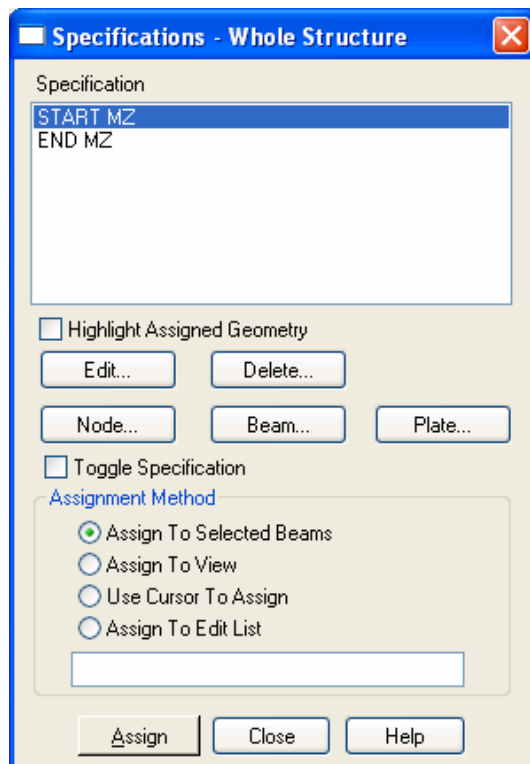 Specifications - Whole Structure
Specification
START MZ
END MZ
Highlight Assigned Geometry
Edit... Delete...
Node... Beam... Plate...
Toggle Specification
Assignment Method
Assign To Selected Beams
Assign To View
Use Cursor To Assign
Assign To Edit List
Assign Close Help